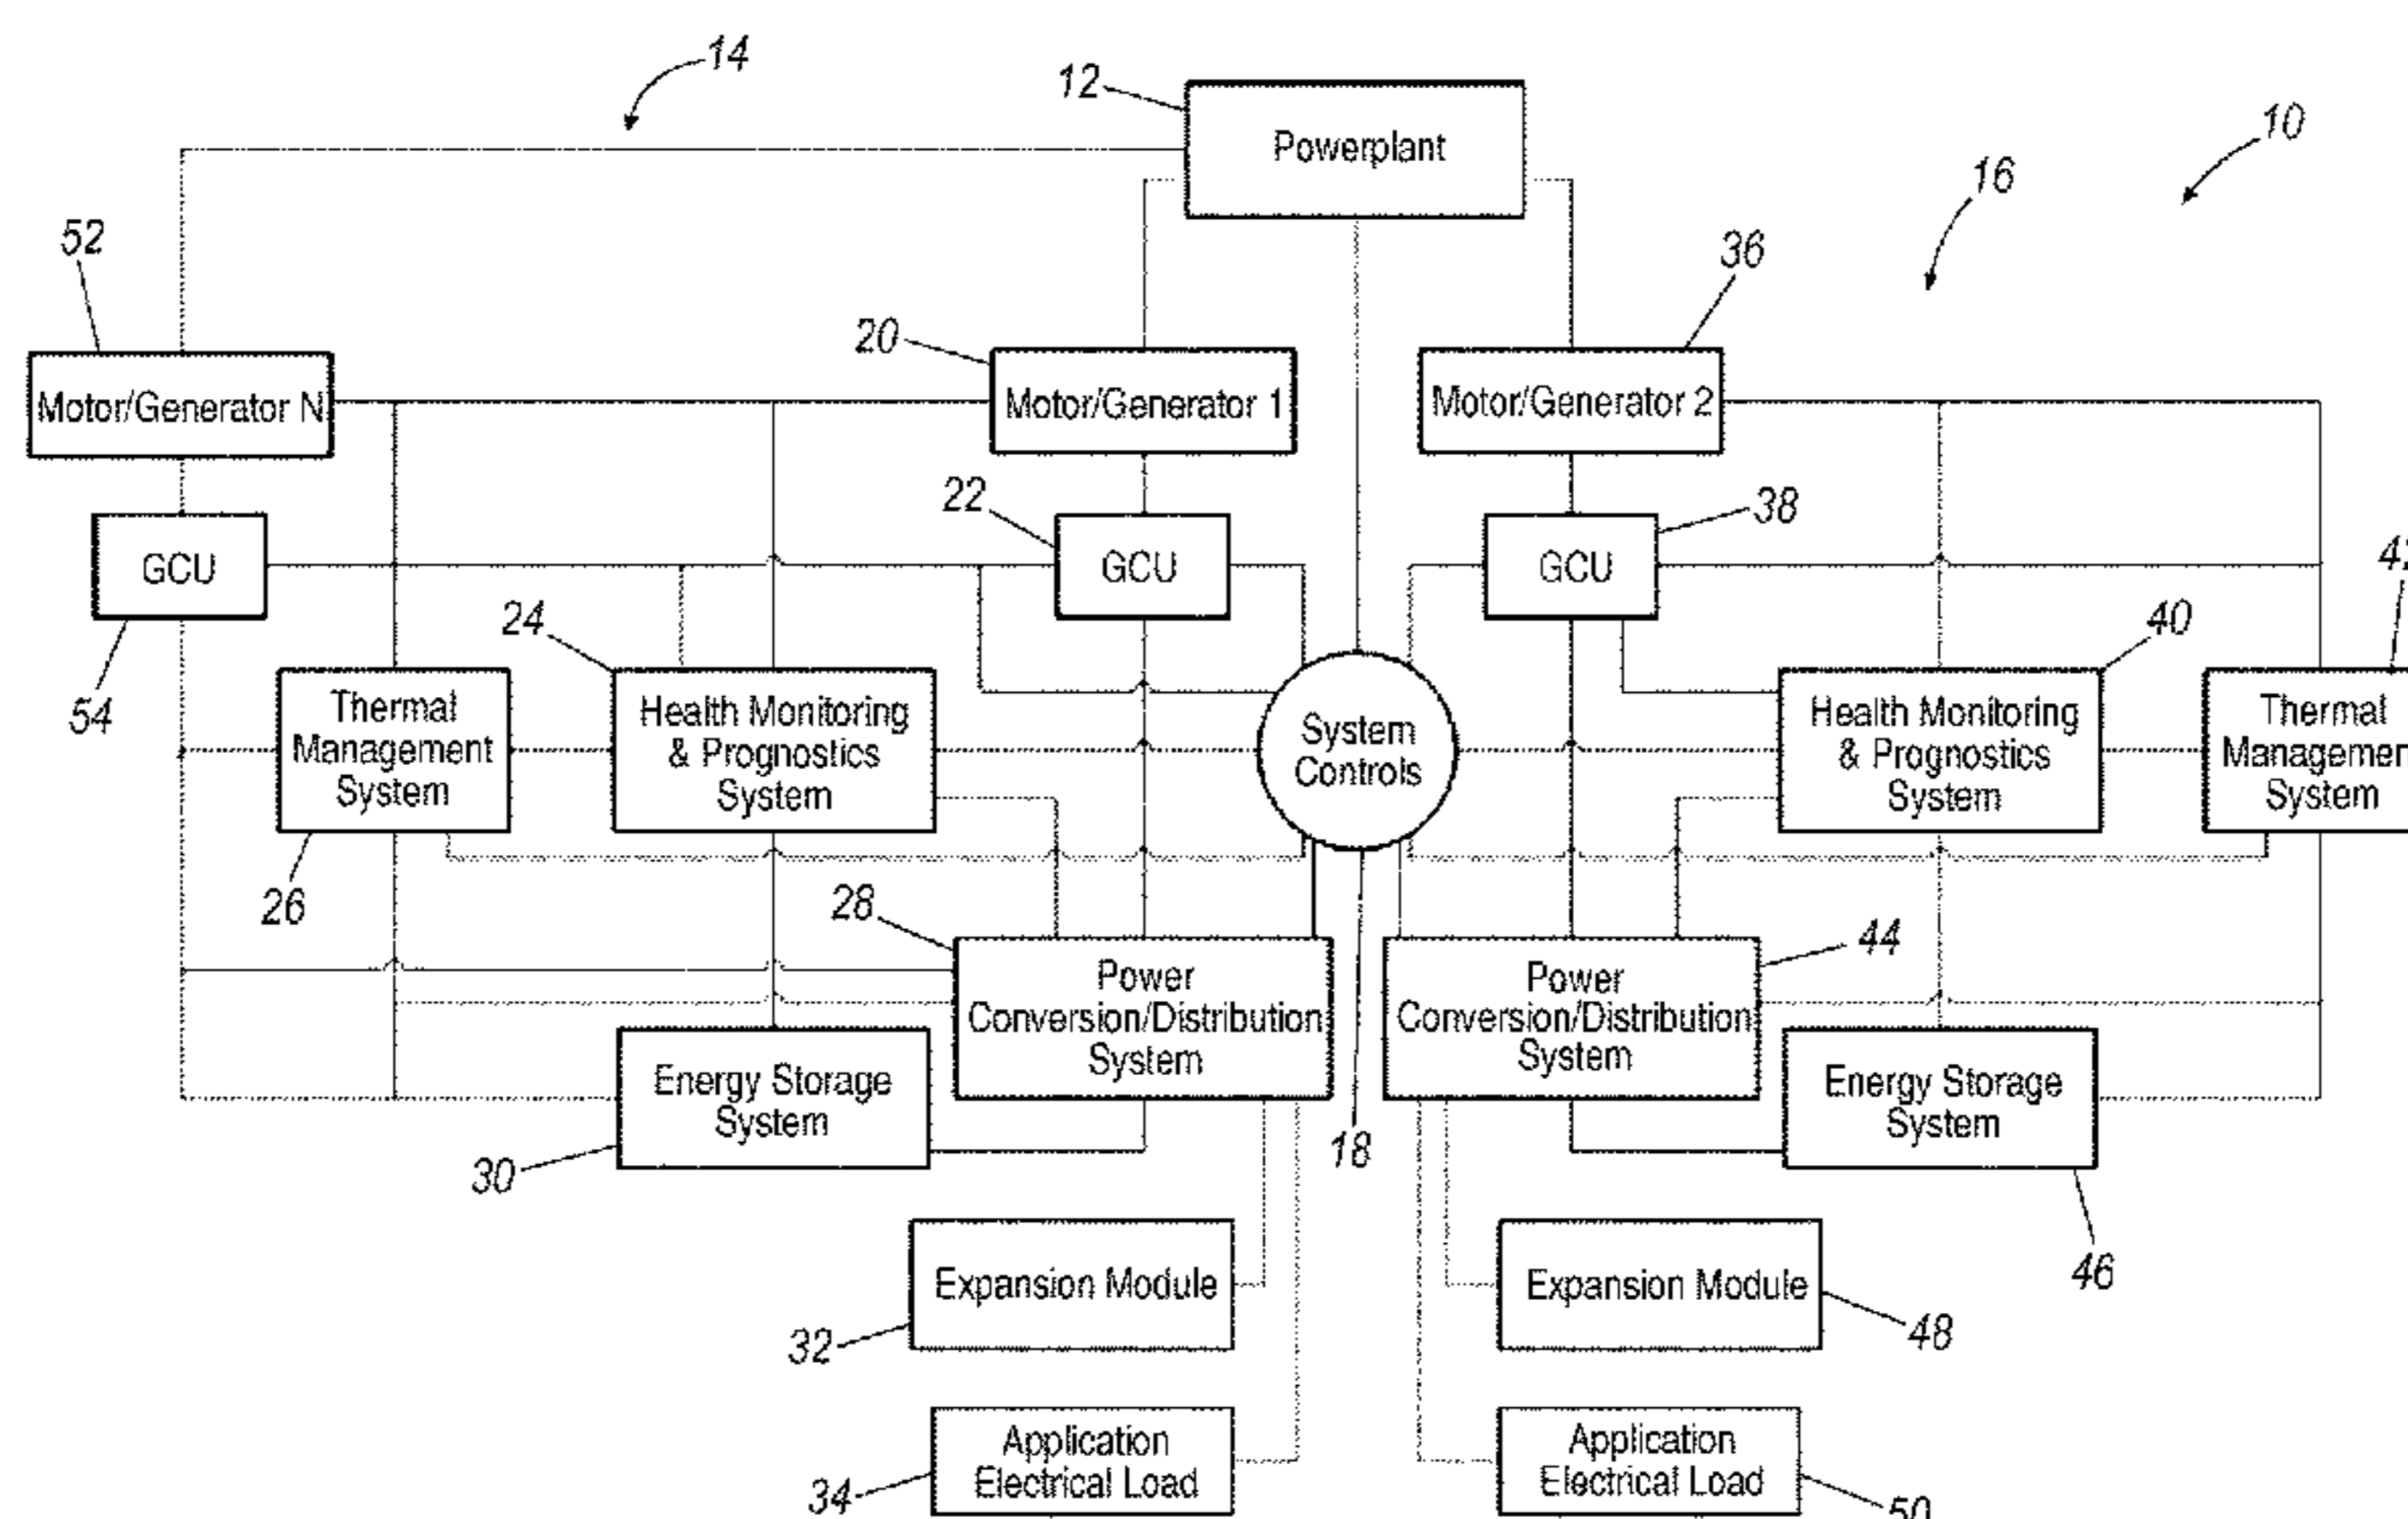 14
12
Powerplant
10
16
52
36
20
Motor/Generator N
Motor/Generator 1
Motor/Generator 2
22
38
GCU
GCU
GCU
24
40
54
Thermal
Management
System
Health Monitoring
& Prognostics
System
System
Controls
Health Monitoring
& Prognostics
System
Thermal
Managemen
System
26
28
44
Power
Conversion/Distribution
System
Power
Conversion/Distribution
System
Energy Storage
System
Energy Storage
System
30
18
46
Expansion Module
Expansion Module
32
48
Application
Electrical Load
Application
Electrical Load
34
50